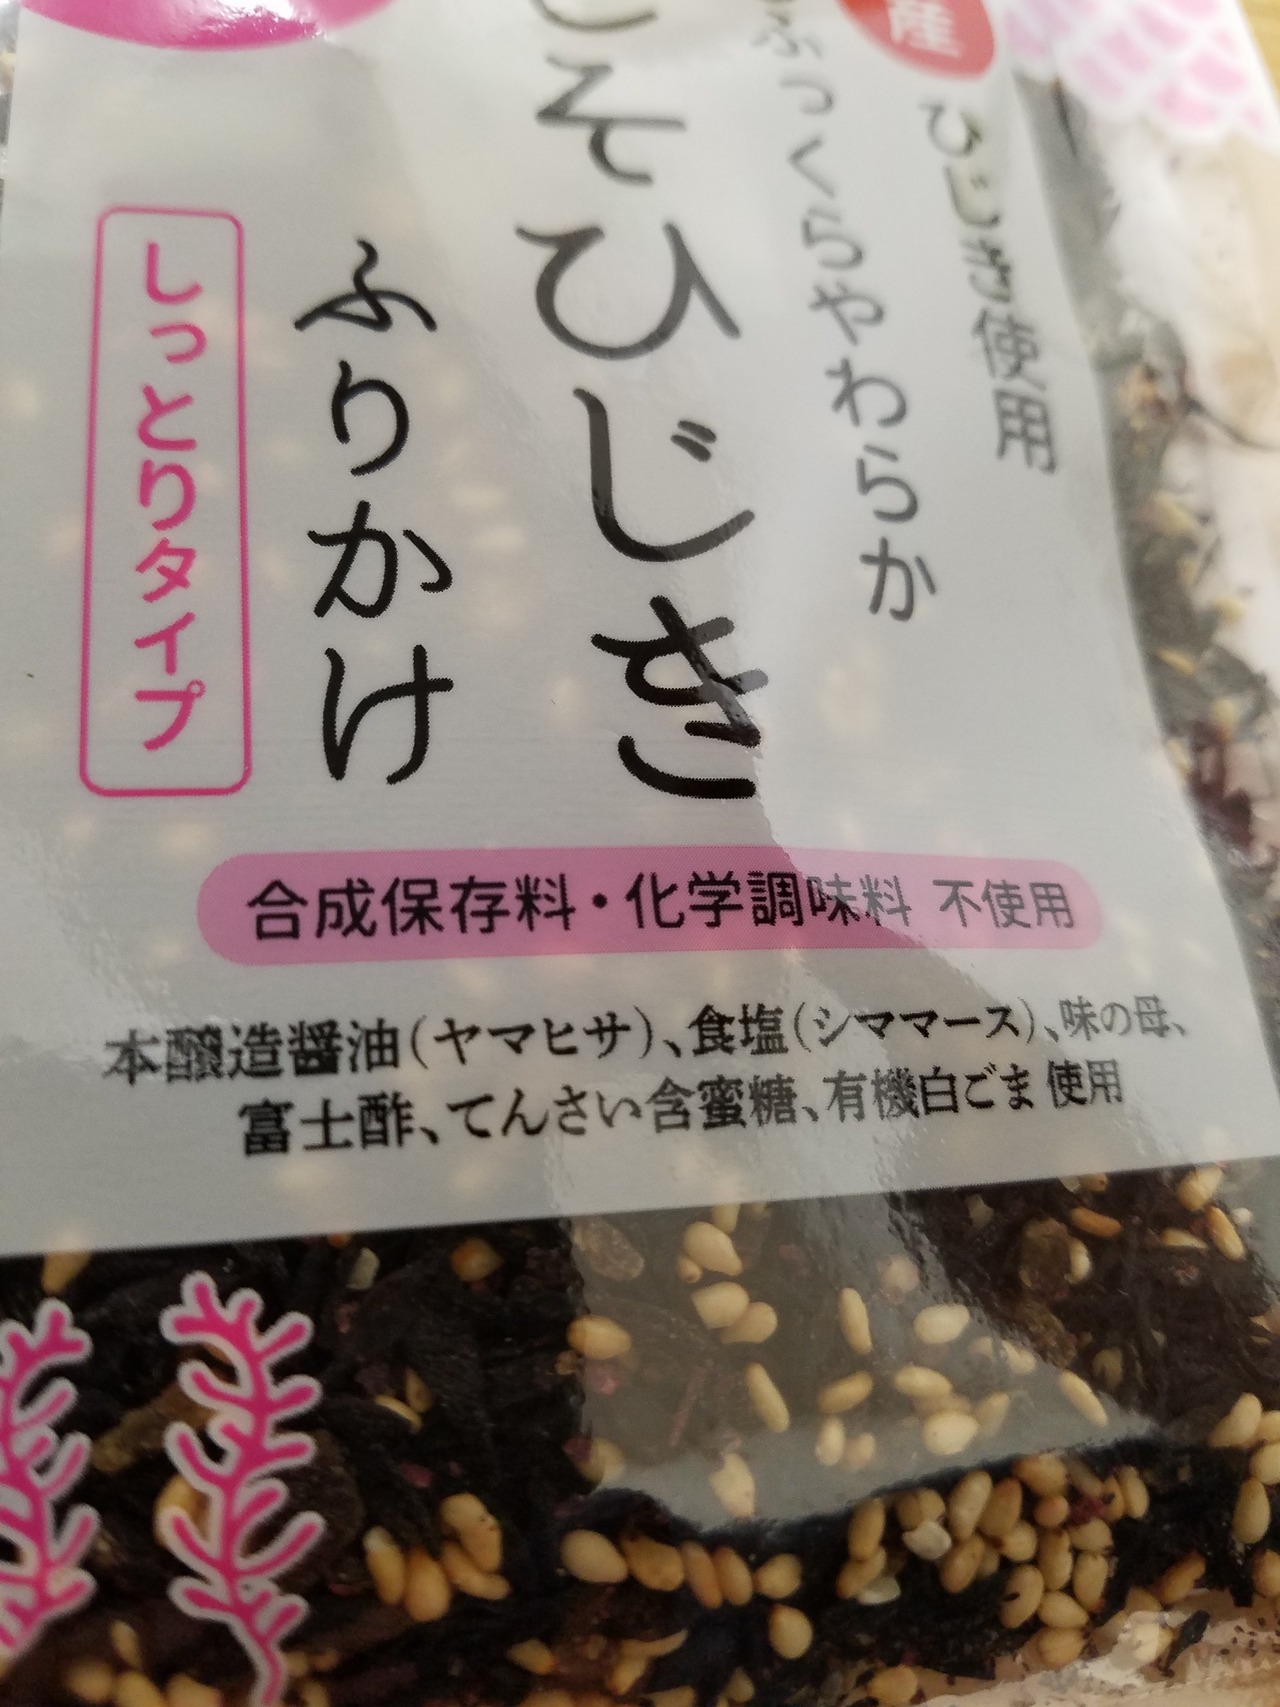 産
ひじき使用
ふっくらやわらか
そひじき
ふりかけ
しっとりタイプ
合成保存料・化学調味料 不使用
本醸造醤油(ヤマヒサ)、食塩(シママース)、味の母、
富士酢、てんさい含蜜糖、有機白ごま 使用